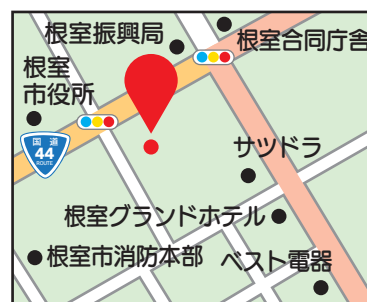 根室振興局
根室合同庁舎
根室
市役所
国道
44
ROUTE
サツドラ
根室グランドホテル
根室市消防本部
ベスト電器